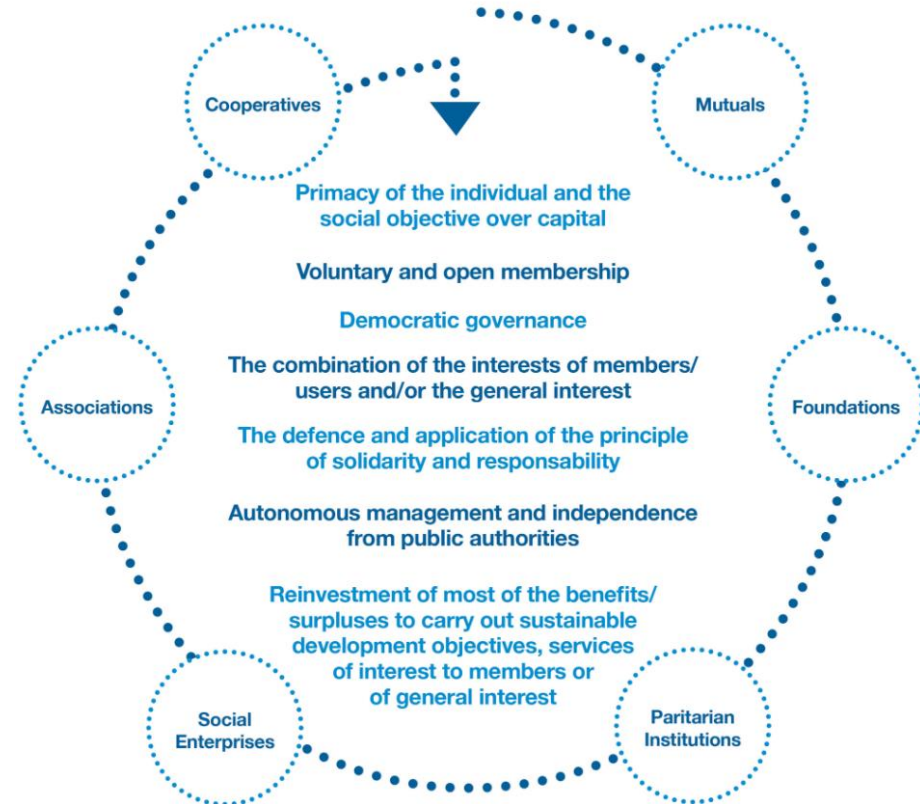 Cooperatives
Mutuals
Primacy of the individual and the
social objective over capital
Voluntary and open membership
Democratic governance
The combination of the interests of members/
users and/or the general interest
Associations
Foundations
The defence and application of the principle
of solidarity and responsability
Autonomous management and independence
from public authorities
Reinvestment of most of the benefits/
surpluses to carry out sustainable
development objectives, services
of interest to members or
of general interest
Social
Enterprises
Paritarian
Institutions